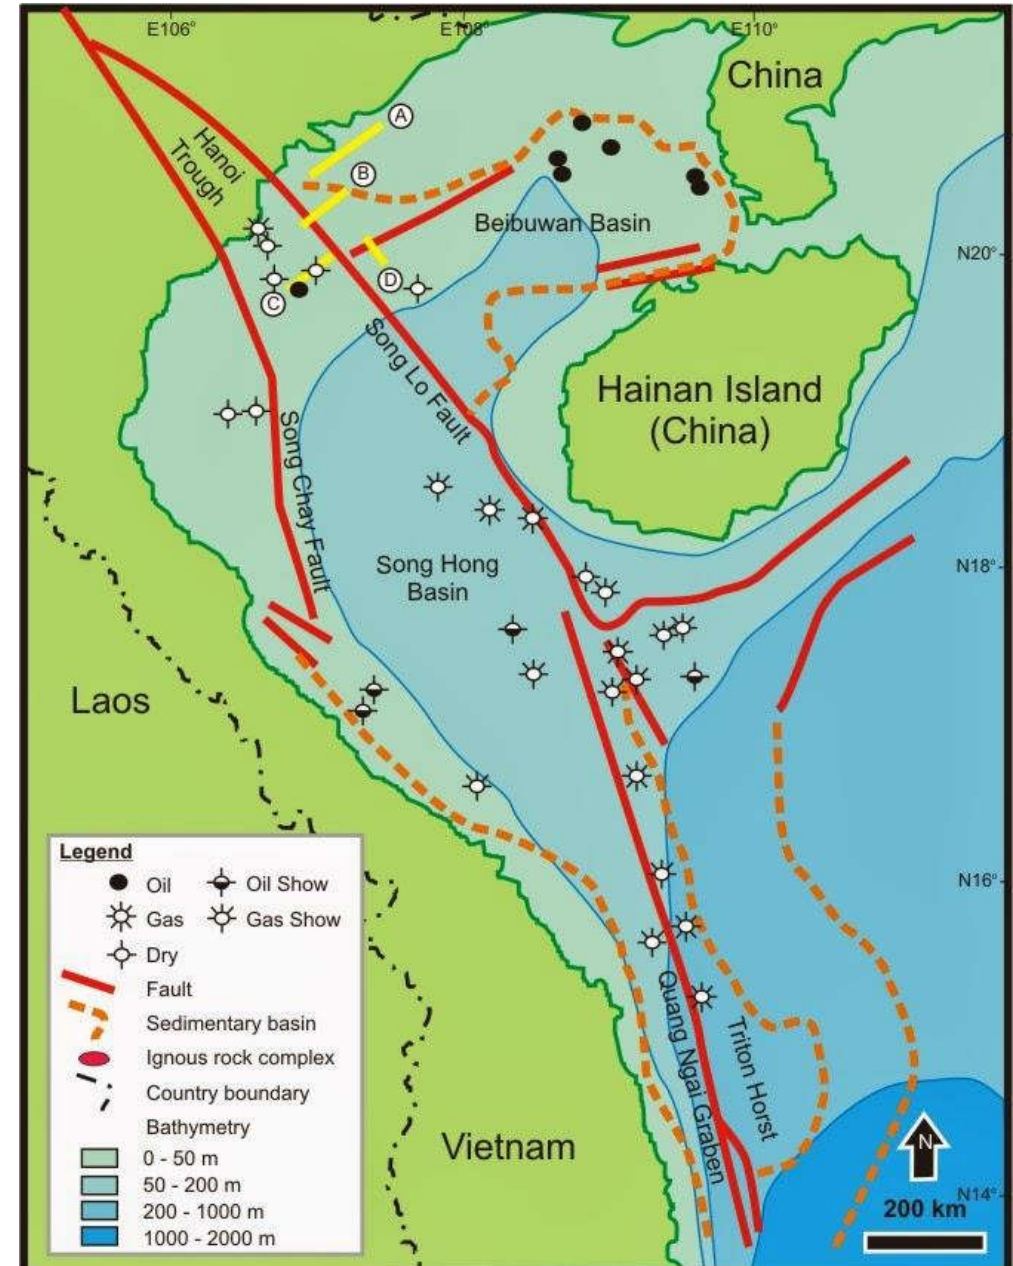 E106°
E108°
E110°
China
A
Hanoi
Trough
B
Beibuwan Basin
N20°
D
C
Song Lo Fault
Hainan Island
(China)
Song Chay Fault
Song Hong
Basin
N18°
Laos
Legend
Oil
Oil Show
Gas
Gas Show
Dry
Fault
Sedimentary basin
Ignous rock complex
Country boundary
Bathymetry
0 - 50 m
50 - 200 m
200 - 1000 m
1000 - 2000 m
N16°
Quang Ngai Graben
Triton Horst
Vietnam
N
N14°
200 km